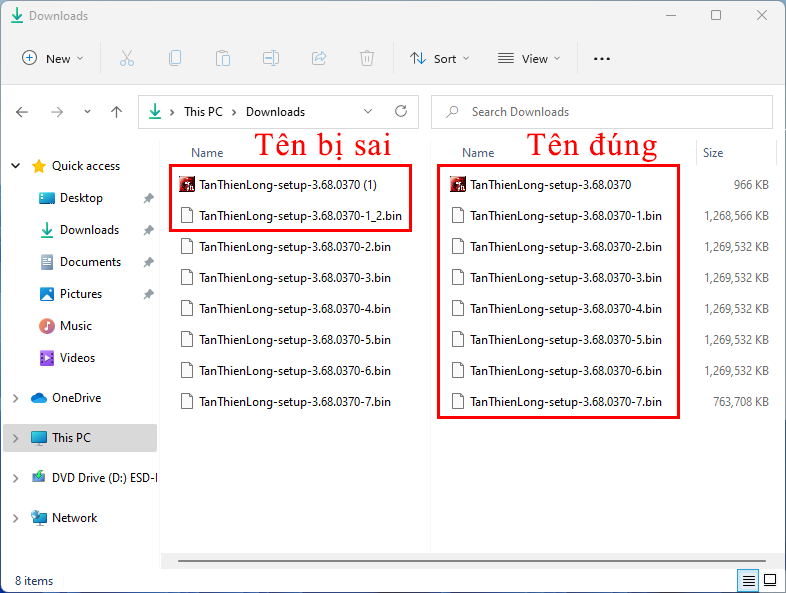 Downloads
New
Sort
View
This PC > Downloads
Search Downloads
Tên bị sai
Tên đúng
Name
Name
Size
Quick access
Desktop
Downloads
Documents
Pictures
Music
Videos
OneDrive
This PC
DVD Drive (D:) ESD-I
Network
TanThienLong-setup-3.68.0370 (1)
TanThienLong-setup-3.68.0370-1_2.bin
TanThienLong-setup-3.68.0370-2.bin
TanThienLong-setup-3.68.0370-3.bin
TanThienLong-setup-3.68.0370-4.bin
TanThienLong-setup-3.68.0370-5.bin
TanThienLong-setup-3.68.0370-6.bin
TanThienLong-setup-3.68.0370-7.bin
TanThienLong-setup-3.68.0370 966 KB
TanThienLong-setup-3.68.0370-1.bin 1,268,566 KB
TanThienLong-setup-3.68.0370-2.bin 1,269,532 KB
TanThienLong-setup-3.68.0370-3.bin 1,269,532 KB
TanThienLong-setup-3.68.0370-4.bin 1,269,532 KB
TanThienLong-setup-3.68.0370-5.bin 1,269,532 KB
TanThienLong-setup-3.68.0370-6.bin 1,269,532 KB
TanThienLong-setup-3.68.0370-7.bin 763,708 KB
8 items